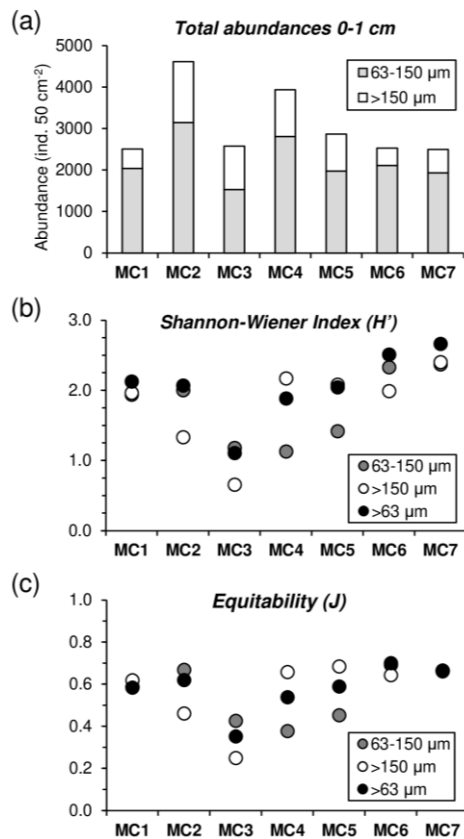 (a)
Total abundances 0-1 cm
Abundance (ind. 50 cm⁻²)
5000
4000
3000
2000
1000
0
63-150 µm
>150 µm
MC1 MC2 MC3 MC4 MC5 MC6 MC7
(b)
Shannon-Wiener Index (H’)
3.0
2.0
1.0
0.0
63-150 µm
>150 µm
>63 µm
MC1 MC2 MC3 MC4 MC5 MC6 MC7
(c)
Equitability (J)
1.0
0.8
0.6
0.4
0.2
0.0
63-150 µm
>150 µm
>63 µm
MC1 MC2 MC3 MC4 MC5 MC6 MC7